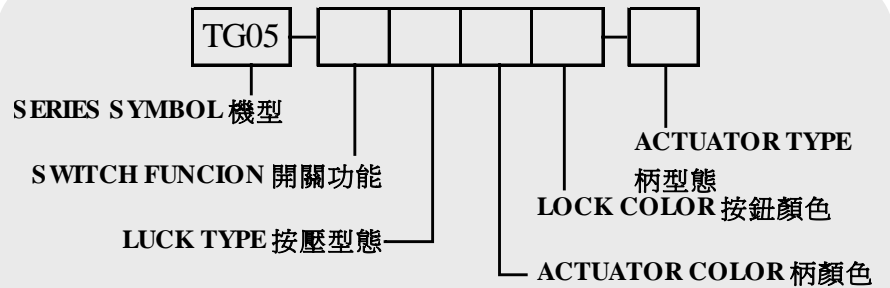 TG05
SERIES SYMBOL 機型
ACTUATOR TYPE
柄型態
SWITCH FUNCION 開關功能
LOCK COLOR 按鈕顏色
LUCK TYPE 按壓型態
ACTUATOR COLOR 柄顏色